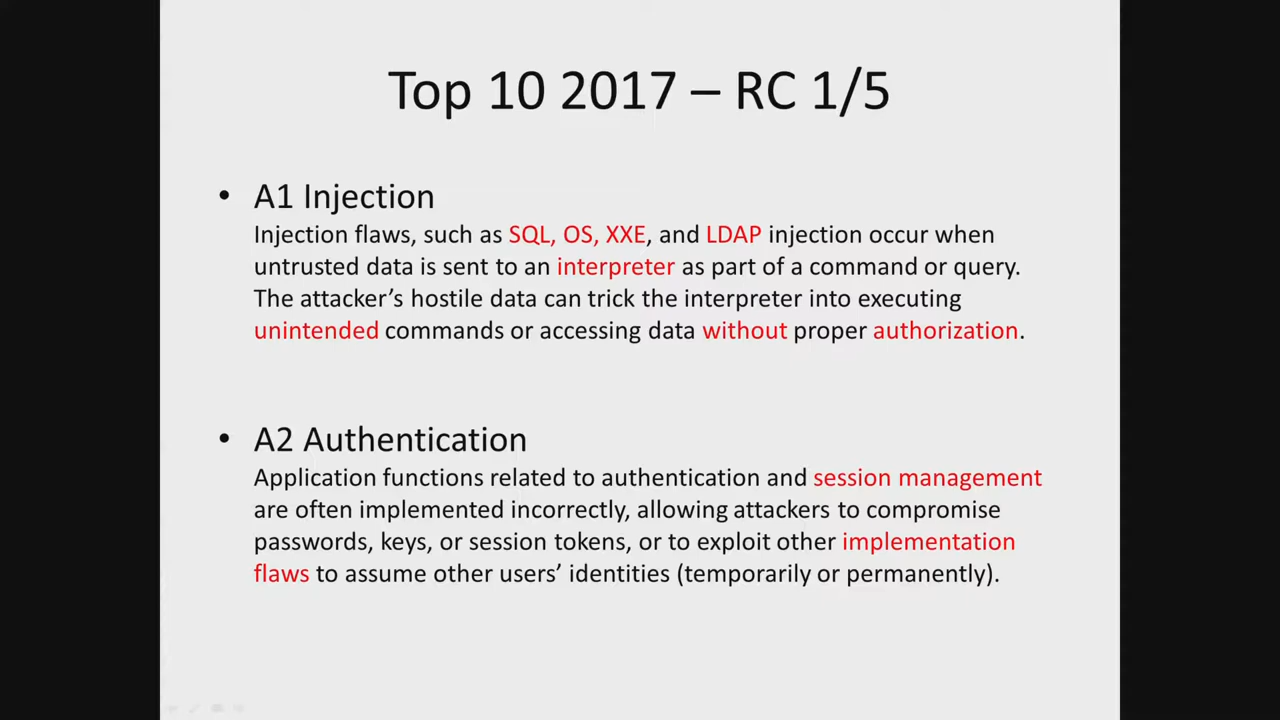 Top 10 2017 – RC 1/5
• A1 Injection
Injection flaws, such as SQL, OS, XXE, and LDAP injection occur when
untrusted data is sent to an interpreter as part of a command or query.
The attacker’s hostile data can trick the interpreter into executing
unintended commands or accessing data without proper authorization.
• A2 Authentication
Application functions related to authentication and session management
are often implemented incorrectly, allowing attackers to compromise
passwords, keys, or session tokens, or to exploit other implementation
flaws to assume other users’ identities (temporarily or permanently).